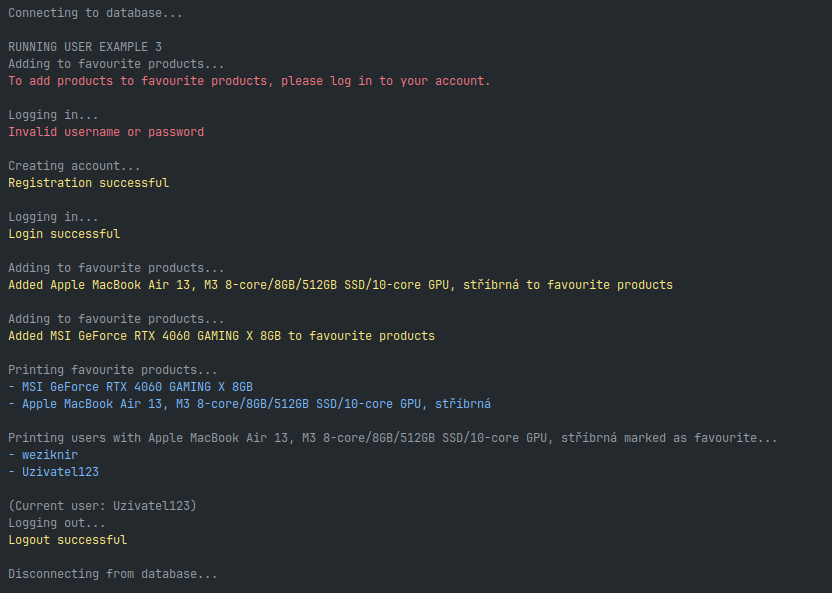 Connecting to database...
RUNNING USER EXAMPLE 3
Adding to favourite products...
To add products to favourite products, please log in to your account.
Logging in...
Invalid username or password
Creating account...
Registration successful
Logging in...
Login successful
Adding to favourite products...
Added Apple MacBook Air 13, M3 8-core/8GB/512GB SSD/10-core GPU, stříbrná to favourite products
Adding to favourite products...
Added MSI GeForce RTX 4060 GAMING X 8GB to favourite products
Printing favourite products...
- MSI GeForce RTX 4060 GAMING X 8GB
- Apple MacBook Air 13, M3 8-core/8GB/512GB SSD/10-core GPU, stříbrná
Printing users with Apple MacBook Air 13, M3 8-core/8GB/512GB SSD/10-core GPU, stříbrná marked as favourite...
- weziknir
- Uzivatel123
(Current user: Uzivatel123)
Logging out...
Logout successful
Disconnecting from database...